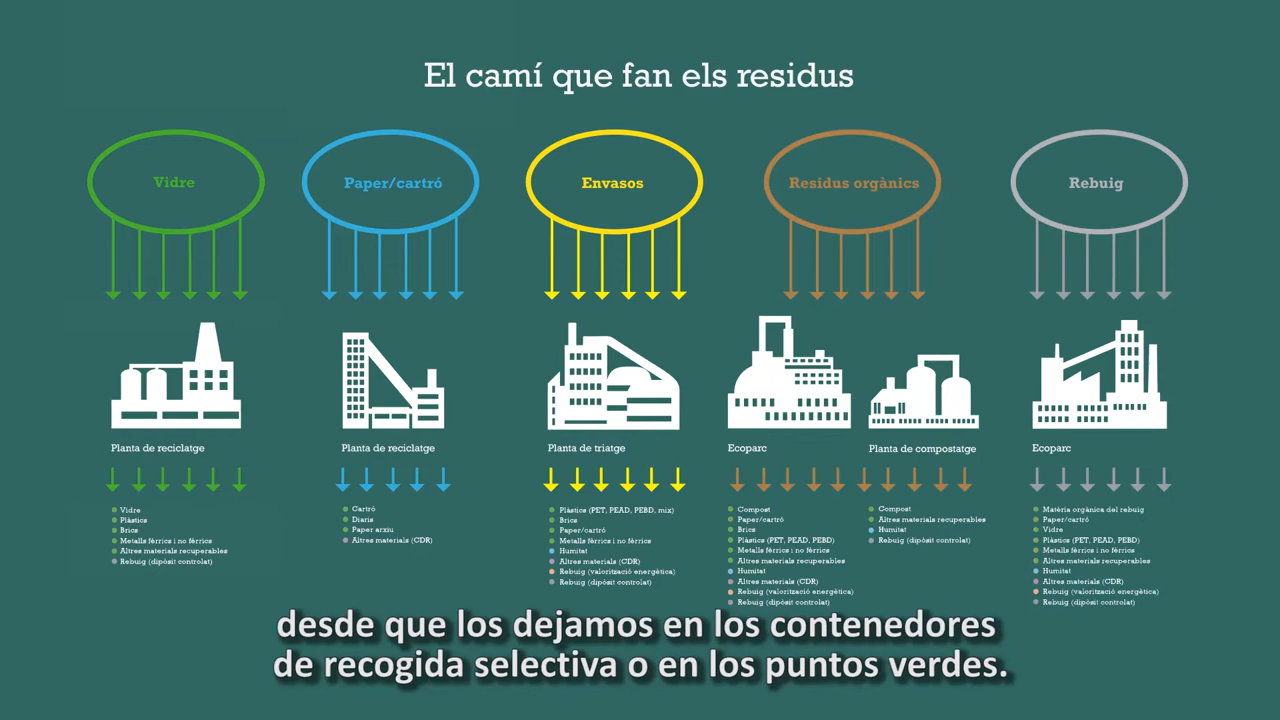 El camí que fan els residus
Vidre
Paper/cartró
Envasos
Residus orgànics
Rebuig
Planta de reciclatge
Planta de reciclatge
Planta de triatge
Ecoparc
Planta de compostatge
Ecoparc
Vidre
Plàstics
Brics
Metalls fèrrics i no fèrrics
Altres materials recuperables
Rebuig (dipòsit controlat)
Cartró
Diaris
Paper arxiu
Altres materials (CDR)
Plàstics (PET, PEAD, PEBD, mix)
Brics
Paper/cartró
Metalls fèrrics i no fèrrics
Humitat
Altres materials (CDR)
Rebuig (valorització energètica)
Rebuig (dipòsit controlat)
Compost
Paper/cartró
Brics
Plàstics (PET, PEAD, PEBD)
Metalls fèrrics i no fèrrics
Altres materials recuperables
Humitat
Altres materials (CDR)
Rebuig (valorització energètica)
Rebuig (dipòsit controlat)
Compost
Altres materials recuperables
Humitat
Rebuig (dipòsit controlat)
Matèria orgànica del rebuig
Paper/cartró
Vidre
Plàstics (PET, PEAD, PEBD)
Metalls fèrrics i no fèrrics
Altres materials recuperables
Humitat
Altres materials (CDR)
Rebuig (valorització energètica)
Rebuig (dipòsit controlat)
desde que los dejamos en los contenedores
de recogida selectiva o en los puntos verdes.